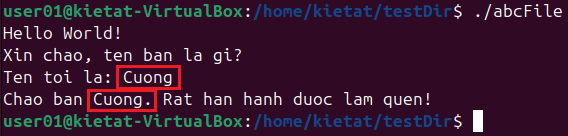 user01@kietat-VirtualBox:/home/kietat/testDir$ ./abcFile
Hello World!
Xin chao, ten ban la gi?
Ten toi la: Cuong
Chao ban Cuong. Rat han hanh duoc lam quen!
user01@kietat-VirtualBox:/home/kietat/testDir$